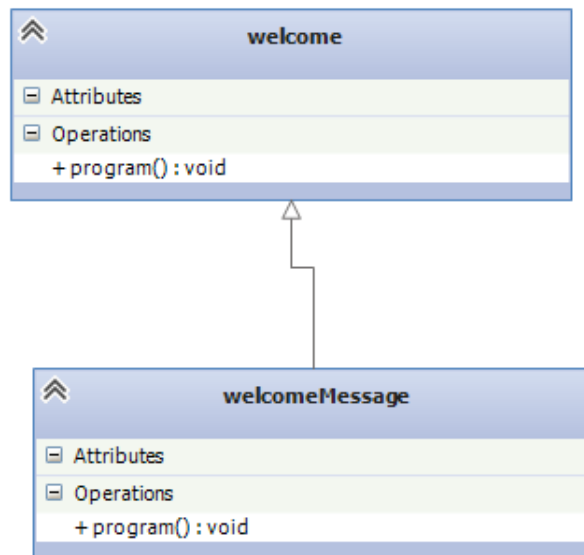 welcome
Attributes
Operations
+ program() : void
welcomeMessage
Attributes
Operations
+ program() : void